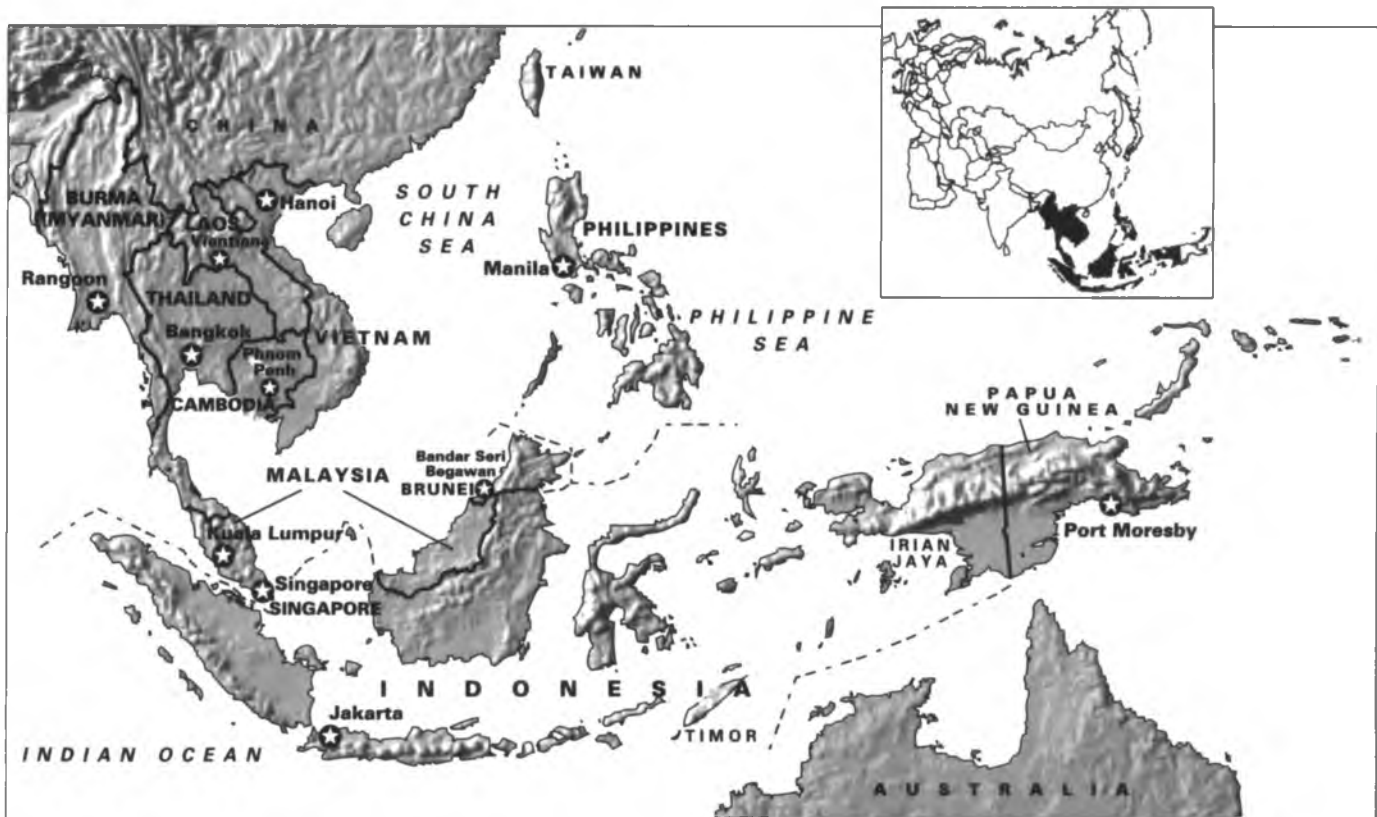 TAIWAN
CHINA
SOUTH
CHINA
SEA
BURMA
(MYANMAR)
Hanoi
LAOS
Vientiane
PHILIPPINES
Manila
Rangoon
THAILAND
PHILIPPINE
SEA
Bangkok
VIETNAM
Phnom
Penh
CAMBODIA
PAPUA
NEW GUINEA
Bandar Seri
Begawan
BRUNEI
MALAYSIA
Kuala Lumpur
Port Moresby
IRIAN
JAYA
Singapore
SINGAPORE
INDONESIA
Jakarta
TIMOR
INDIAN OCEAN
AUSTRALIA